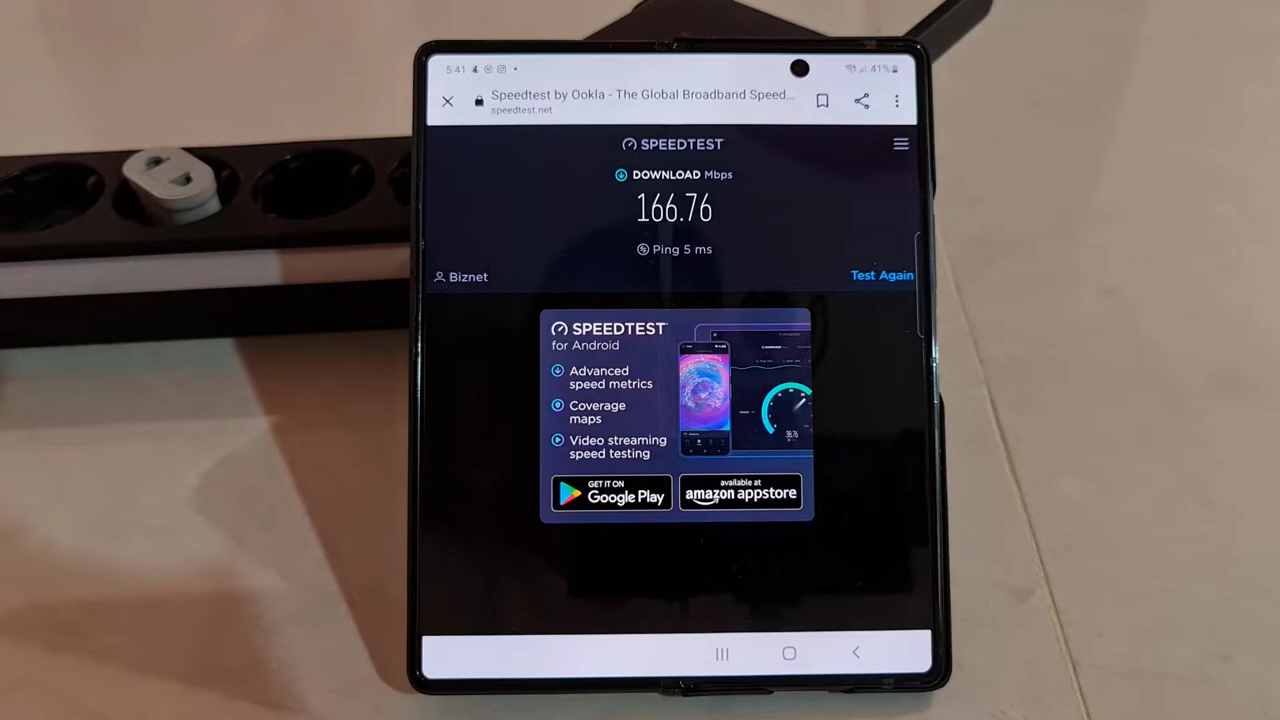 5:41
41%
Speedtest by Ookla - The Global Broadband Speed...
speedtest.net
SPEEDTEST
DOWNLOAD Mbps
166.76
Ping 5 ms
Biznet
Test Again
SPEEDTEST
for Android
Advanced
speed metrics
Coverage
maps
Video streaming
speed testing
38.76
GET IT ON
Google Play
available at
amazon appstore